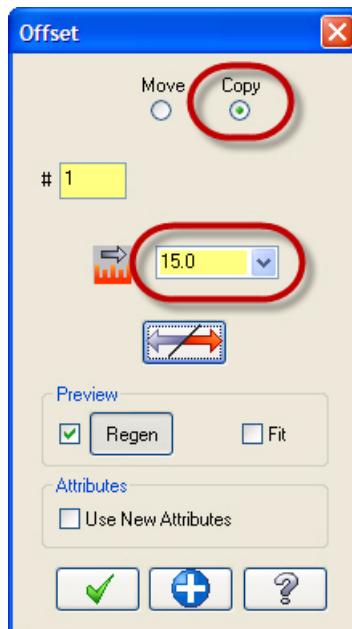 Offset
Move Copy
# 1
15.0
Preview
Regen Fit
Attributes
Use New Attributes